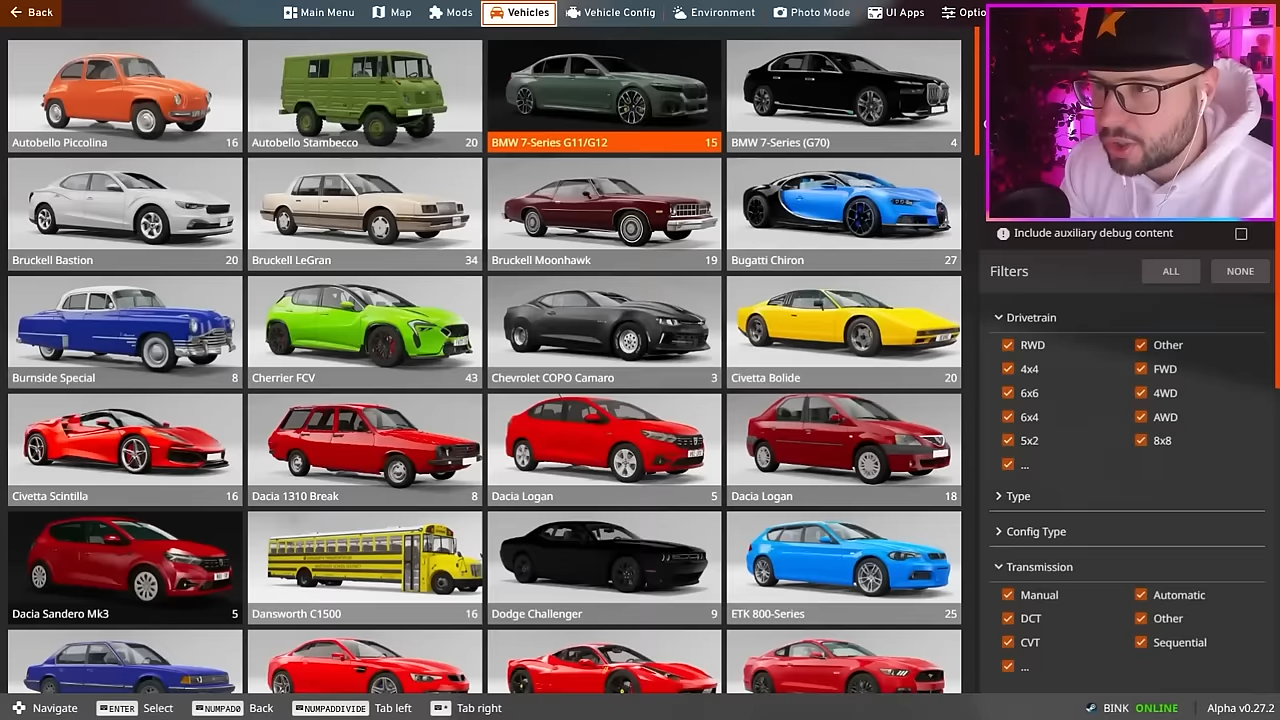 Back
Main Menu
Map
Mods
Vehicles
Vehicle Config
Environment
Photo Mode
UI Apps
Optio
Autobello Piccolina 16
Autobello Stambecco 20
BMW 7-Series G11/G12 15
BMW 7-Series (G70) 4
Bruckell Bastion 20
Bruckell LeGran 34
Bruckell Moonhawk 19
Bugatti Chiron 27
Burnside Special 8
Cherrier FCV 43
Chevrolet COPO Camaro 3
Civetta Bolide 20
Civetta Scintilla 16
Dacia 1310 Break 8
Dacia Logan 5
Dacia Logan 18
Dacia Sandero Mk3 5
Dansworth C1500 16
Dodge Challenger 9
ETK 800-Series 25
Include auxiliary debug content
Filters ALL NONE
Drivetrain
RWD Other
4x4 FWD
6x6 4WD
6x4 AWD
5x2 8x8
...
Type
Config Type
Transmission
Manual Automatic
DCT Other
CVT Sequential
...
Navigate
ENTER Select
NUMPAD0 Back
NUMPADDIVIDE Tab left
* Tab right
BINK ONLINE Alpha v0.27.2